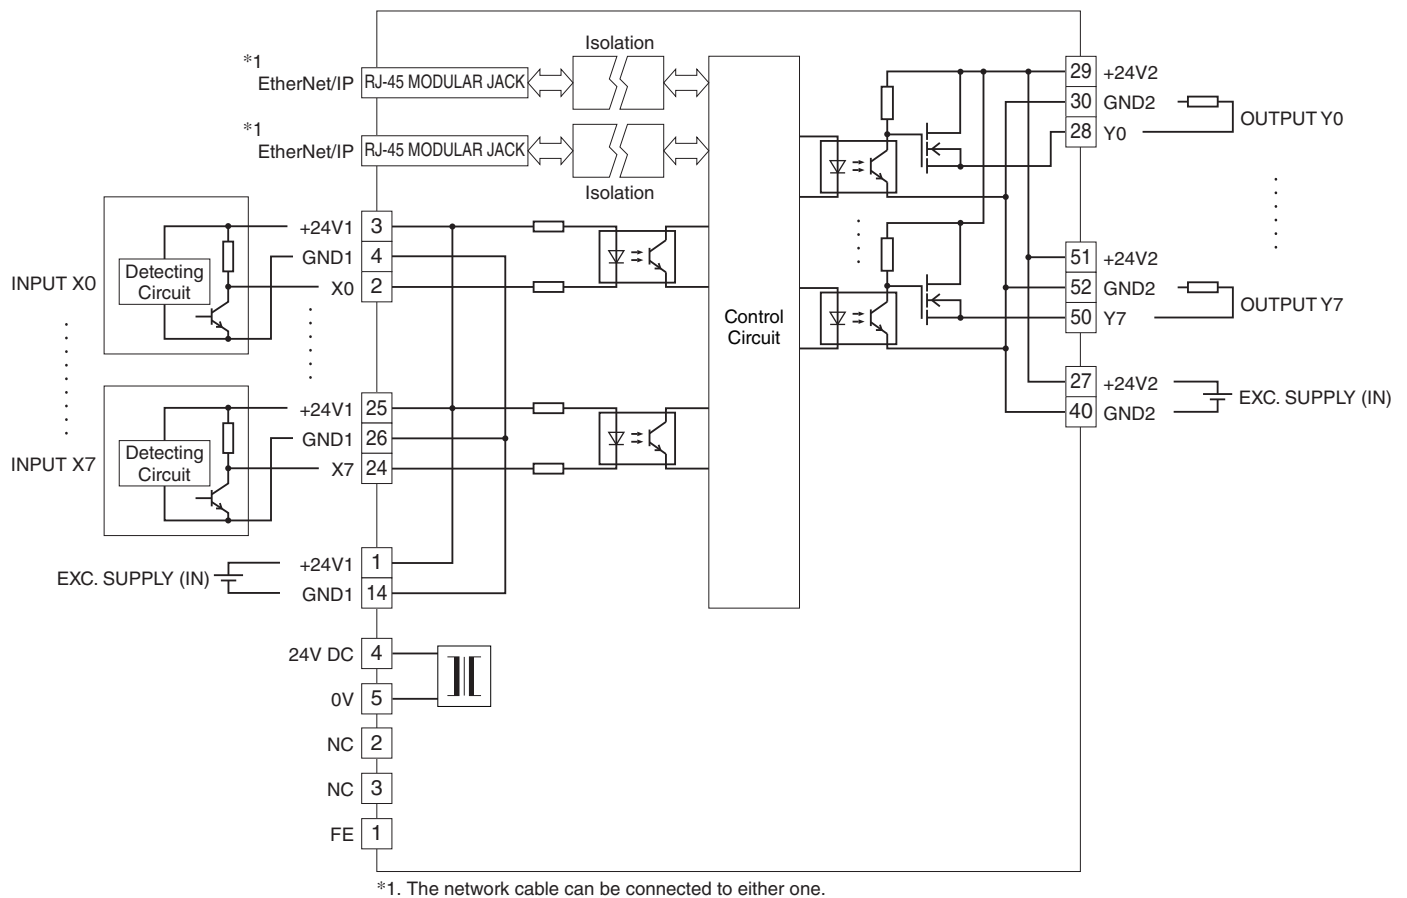 Isolation
*1
EtherNet/IP RJ-45 MODULAR JACK
*1
EtherNet/IP RJ-45 MODULAR JACK
Isolation
INPUT X0
Detecting
Circuit
+24V1 3
GND1 4
X0 2
INPUT X7
Detecting
Circuit
+24V1 25
GND1 26
X7 24
EXC. SUPPLY (IN)
+24V1 1
GND1 14
24V DC 4
0V 5
NC 2
NC 3
FE 1
Control
Circuit
29 +24V2
30 GND2
28 Y0
OUTPUT Y0
51 +24V2
52 GND2
50 Y7
OUTPUT Y7
27 +24V2
40 GND2
EXC. SUPPLY (IN)
*1. The network cable can be connected to either one.